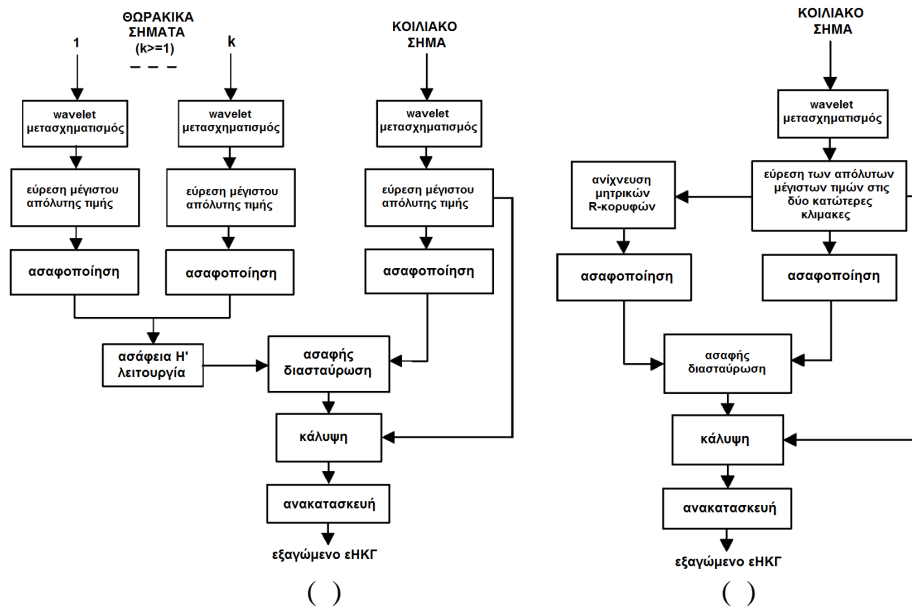 ΘΩΡΑΚΙΚΑ
ΣΗΜΑΤΑ
(k>=1)
1
k
wavelet
μετασχηματισμός
wavelet
μετασχηματισμός
εύρεση μέγιστου
απόλυτης τιμής
εύρεση μέγιστου
απόλυτης τιμής
ασαφοποίηση
ασαφοποίηση
ασάφεια Η'
λειτουργία
ΚΟΙΛΙΑΚΟ
ΣΗΜΑ
wavelet
μετασχηματισμός
εύρεση μέγιστου
απόλυτης τιμής
ασαφοποίηση
ασαφής
διασταύρωση
κάλυψη
ανακατασκευή
εξαγώμενο εΗΚΓ
( )
ΚΟΙΛΙΑΚΟ
ΣΗΜΑ
wavelet
μετασχηματισμός
εύρεση των απόλυτων
μέγιστων τιμών στις
δύο κατώτερες
κλιμακες
ανίχνευση
μητρικών
R-κορυφών
ασαφοποίηση
ασαφοποίηση
ασαφής
διασταύρωση
κάλυψη
ανακατασκευή
εξαγώμενο εΗΚΓ
( )